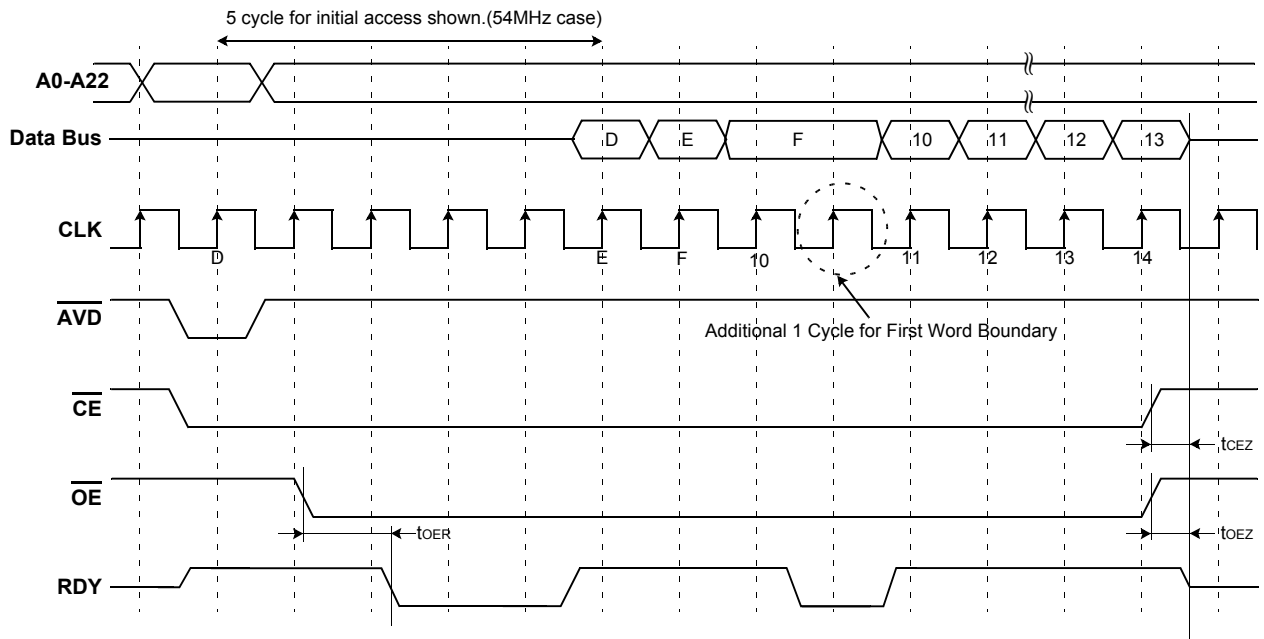 5 cycle for initial access shown.(54MHz case)
A0-A22
Data Bus
D E F 10 11 12 13
CLK
D E F 10 11 12 13 14
AVD
Additional 1 Cycle for First Word Boundary
CE
tCEZ
OE
tOER
tOEZ
RDY